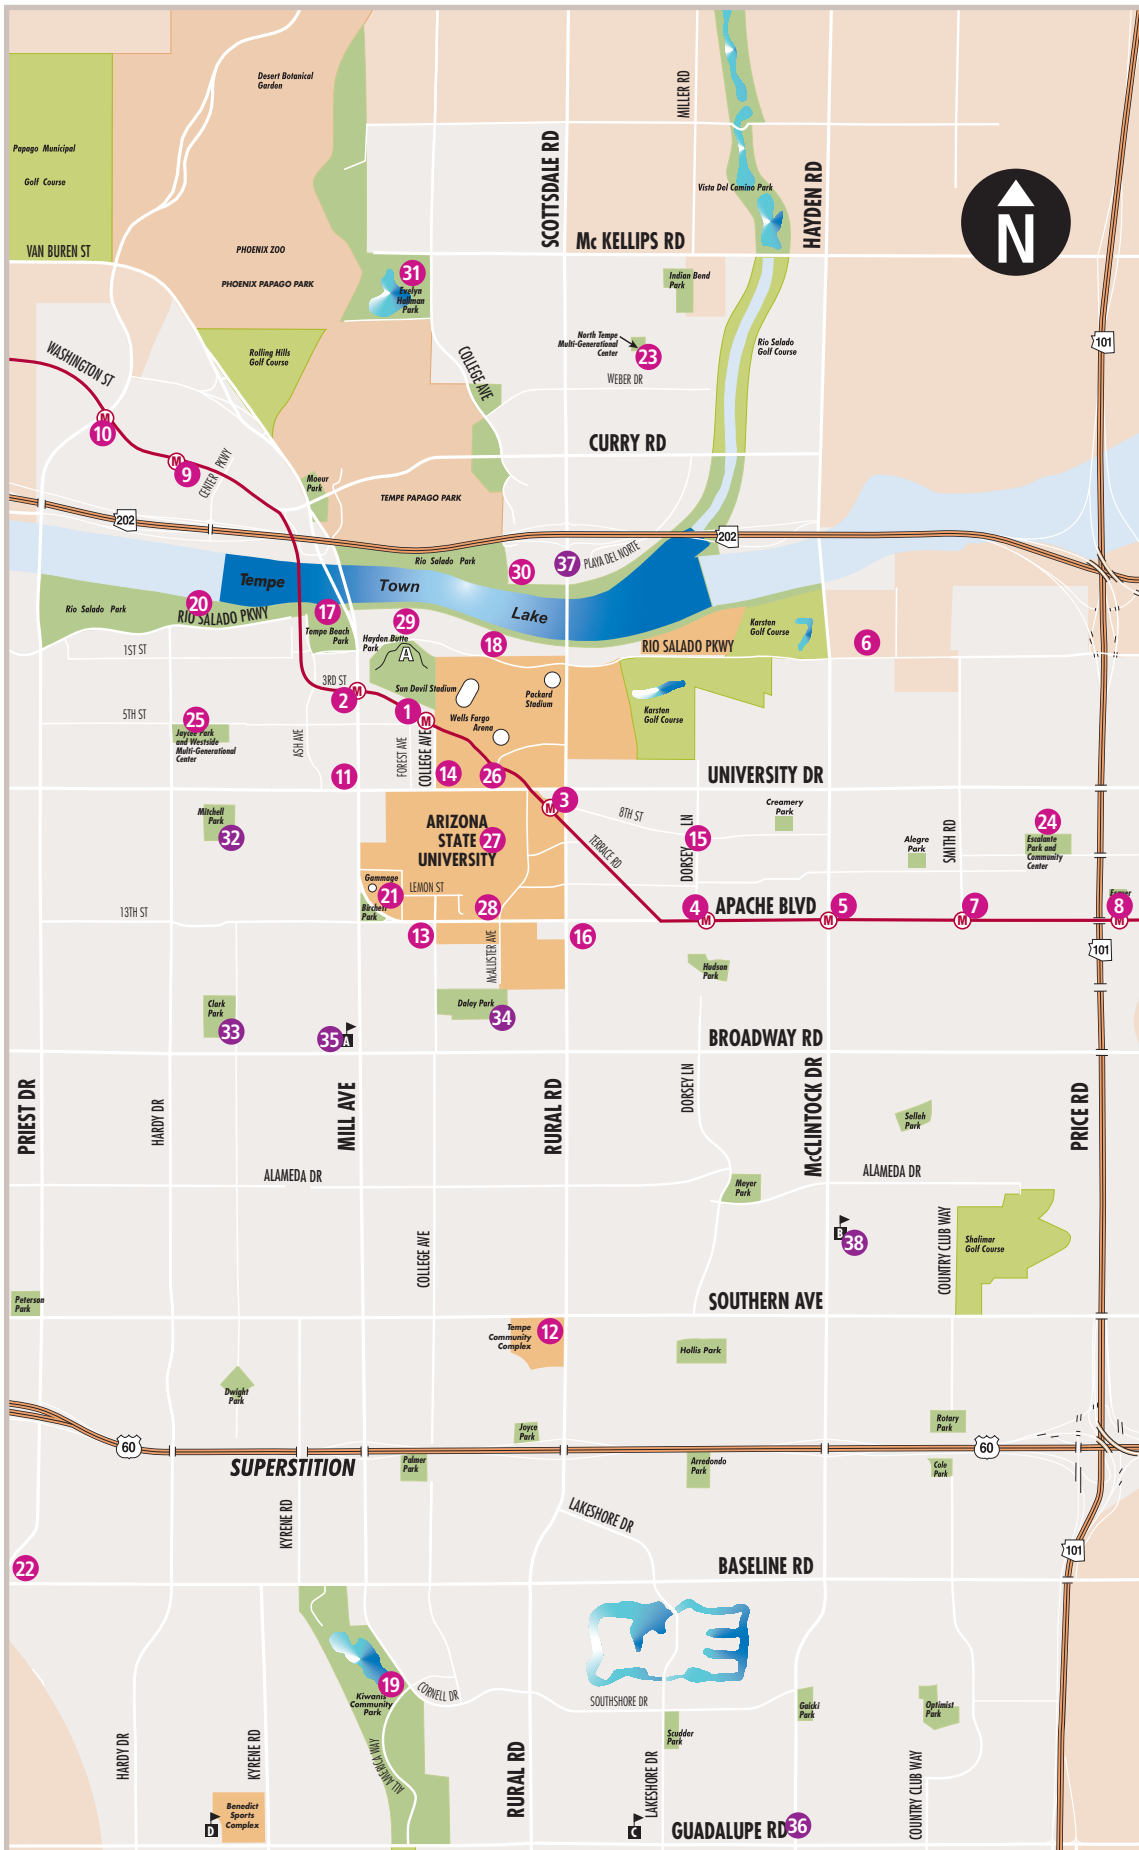 Desert Botanical
Garden
MILLER RD
SCOTTSDALE RD
Papago Municipal
Golf Course
Vista Del Camino Park
HAYDEN RD
N
VAN BUREN ST
PHOENIX ZOO
Mc KELLIPS RD
PHOENIX PAPAGO PARK
31
Evelyn
Hallman
Park
Indian Bend
Park
Rolling Hills
Golf Course
North Tempe
Multi-Generational
Center
23
Rio Salado
Golf Course
101
WASHINGTON ST
COLLEGE AVE
WEBER DR
M
10
M
9
CENTER PKWY
CURRY RD
Moeur
Park
TEMPE PAPAGO PARK
202
202
Rio Salado Park
30
37
PLAYA DEL NORTE
Tempe
Town
Lake
Rio Salado Park
20
RIO SALADO PKWY
17
Tempe Beach
Park
29
Hayden Butte
Park
A
18
RIO SALADO PKWY
Karsten
Golf Course
6
1ST ST
3RD ST
2
M
Sun Devil Stadium
Packard
Stadium
1
M
Wells Fargo
Arena
Karsten
Golf Course
5TH ST
25
Jaycee Park
and Westside
Multi-Generational
Center
ASH AVE
FOREST AVE
COLLEGE AVE
11
14
26
UNIVERSITY DR
3
M
Mitchell
Park
32
ARIZONA
STATE
UNIVERSITY
27
8TH ST
TERRACE RD
DORSEY LN
15
Creamery
Park
Alegre
Park
SMITH RD
24
Escalante
Park and
Community
Center
Gammage
21
LEMON ST
Birchett
Park
28
13TH ST
APACHE BLVD
4
M
5
M
7
M
8
M
13
McALLISTER AVE
16
101
Hudson
Park
Clark
Park
33
Daley Park
34
35
A
BROADWAY RD
PRIEST DR
HARDY DR
MILL AVE
RURAL RD
DORSEY LN
McCLINTOCK DR
PRICE RD
Selleh
Park
ALAMEDA DR
ALAMEDA DR
Meyer
Park
COLLEGE AVE
B
38
COUNTRY CLUB WAY
Shalimar
Golf Course
Peterson
Park
SOUTHERN AVE
Tempe
Community
Complex
12
Hollis Park
Dwight
Park
Joyce
Park
Rotary
Park
60
60
SUPERSTITION
Palmer
Park
Arredondo
Park
Cole
Park
KYRENE RD
LAKESHORE DR
22
BASELINE RD
101
19
Kiwanis
Community
Park
CORNELL DR
SOUTHSHORE DR
Gaicki
Park
Optimist
Park
Scudder
Park
HARDY DR
KYRENE RD
ALL AMERICA WAY
RURAL RD
LAKESHORE DR
COUNTRY CLUB WAY
Benedict
Sports
Complex
D
C
GUADALUPE RD
36